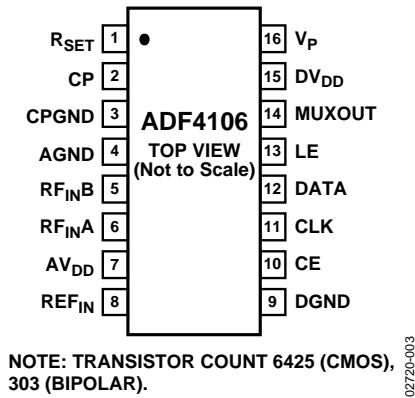 RSET 1
CP 2
CPGND 3
AGND 4
RFINB 5
RFINA 6
AVDD 7
REFIN 8
ADF4106
TOP VIEW
(Not to Scale)
16 VP
15 DVDD
14 MUXOUT
13 LE
12 DATA
11 CLK
10 CE
9 DGND
NOTE: TRANSISTOR COUNT 6425 (CMOS),
303 (BIPOLAR).
02720-003